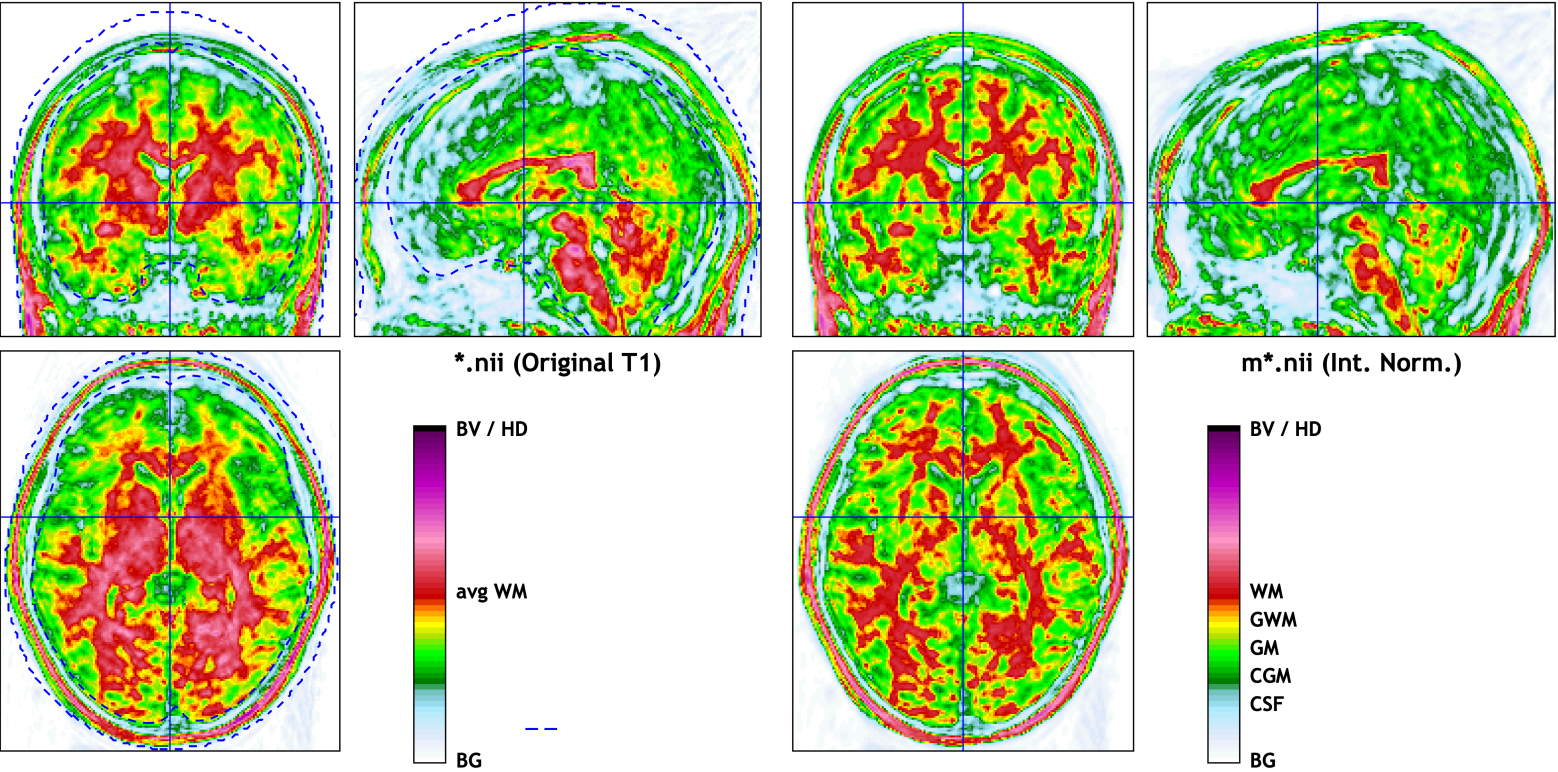 *.nii (Original T1)
BV / HD
avg WM
BG
m*.nii (Int. Norm.)
BV / HD
WM
GWM
GM
CGM
CSF
BG